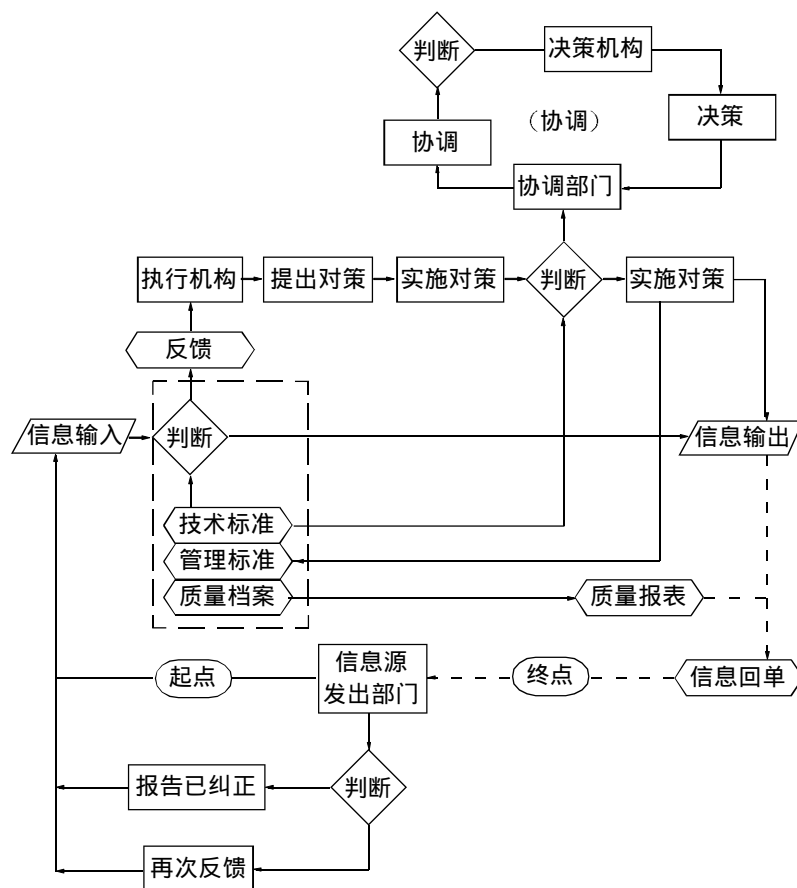 判断
决策机构
协调
（协调）
决策
协调部门
执行机构
提出对策
实施对策
判断
实施对策
反馈
信息输入
判断
信息输出
技术标准
管理标准
质量档案
质量报表
起点
信息源
发出部门
终点
信息回单
报告已纠正
判断
再次反馈